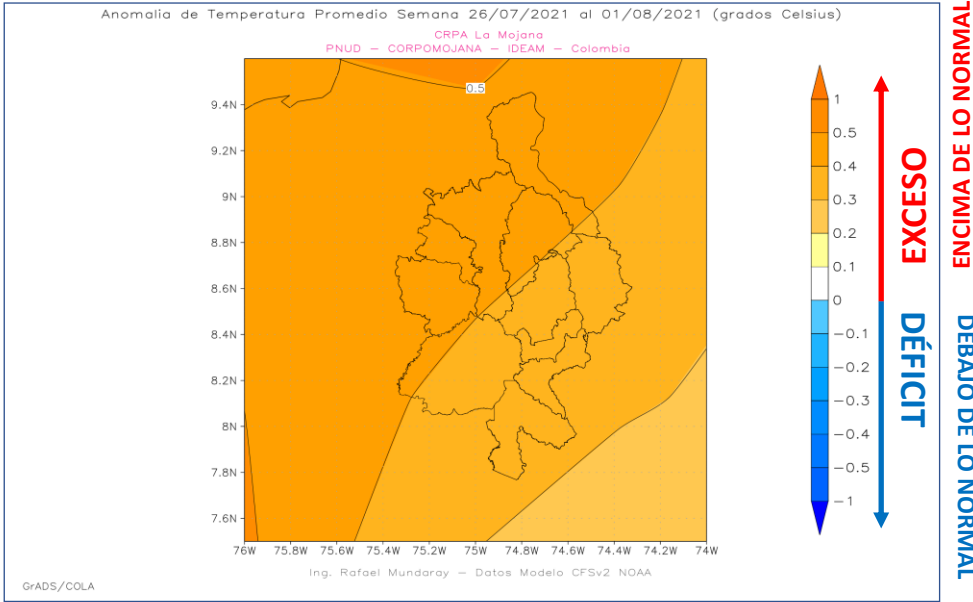 Anomalia de Temperatura Promedio Semana 26/07/2021 al 01/08/2021 (grados Celsius)
CRPA La Mojana
PNUD – CORPOMOJANA – IDEAM – Colombia
0.5
9.4N
9.2N
9N
8.8N
8.6N
8.4N
8.2N
8N
7.8N
7.6N
76W 75.8W 75.6W 75.4W 75.2W 75W 74.8W 74.6W 74.4W 74.2W 74W
1
0.5
0.4
0.3
0.2
0.1
0
−0.1
−0.2
−0.3
−0.4
−0.5
−1
EXCESO
DÉFICIT
ENCIMA DE LO NORMAL
DEBAJO DE LO NORMAL
Ing. Rafael Mundaray – Datos Modelo CFSv2 NOAA
GrADS/COLA